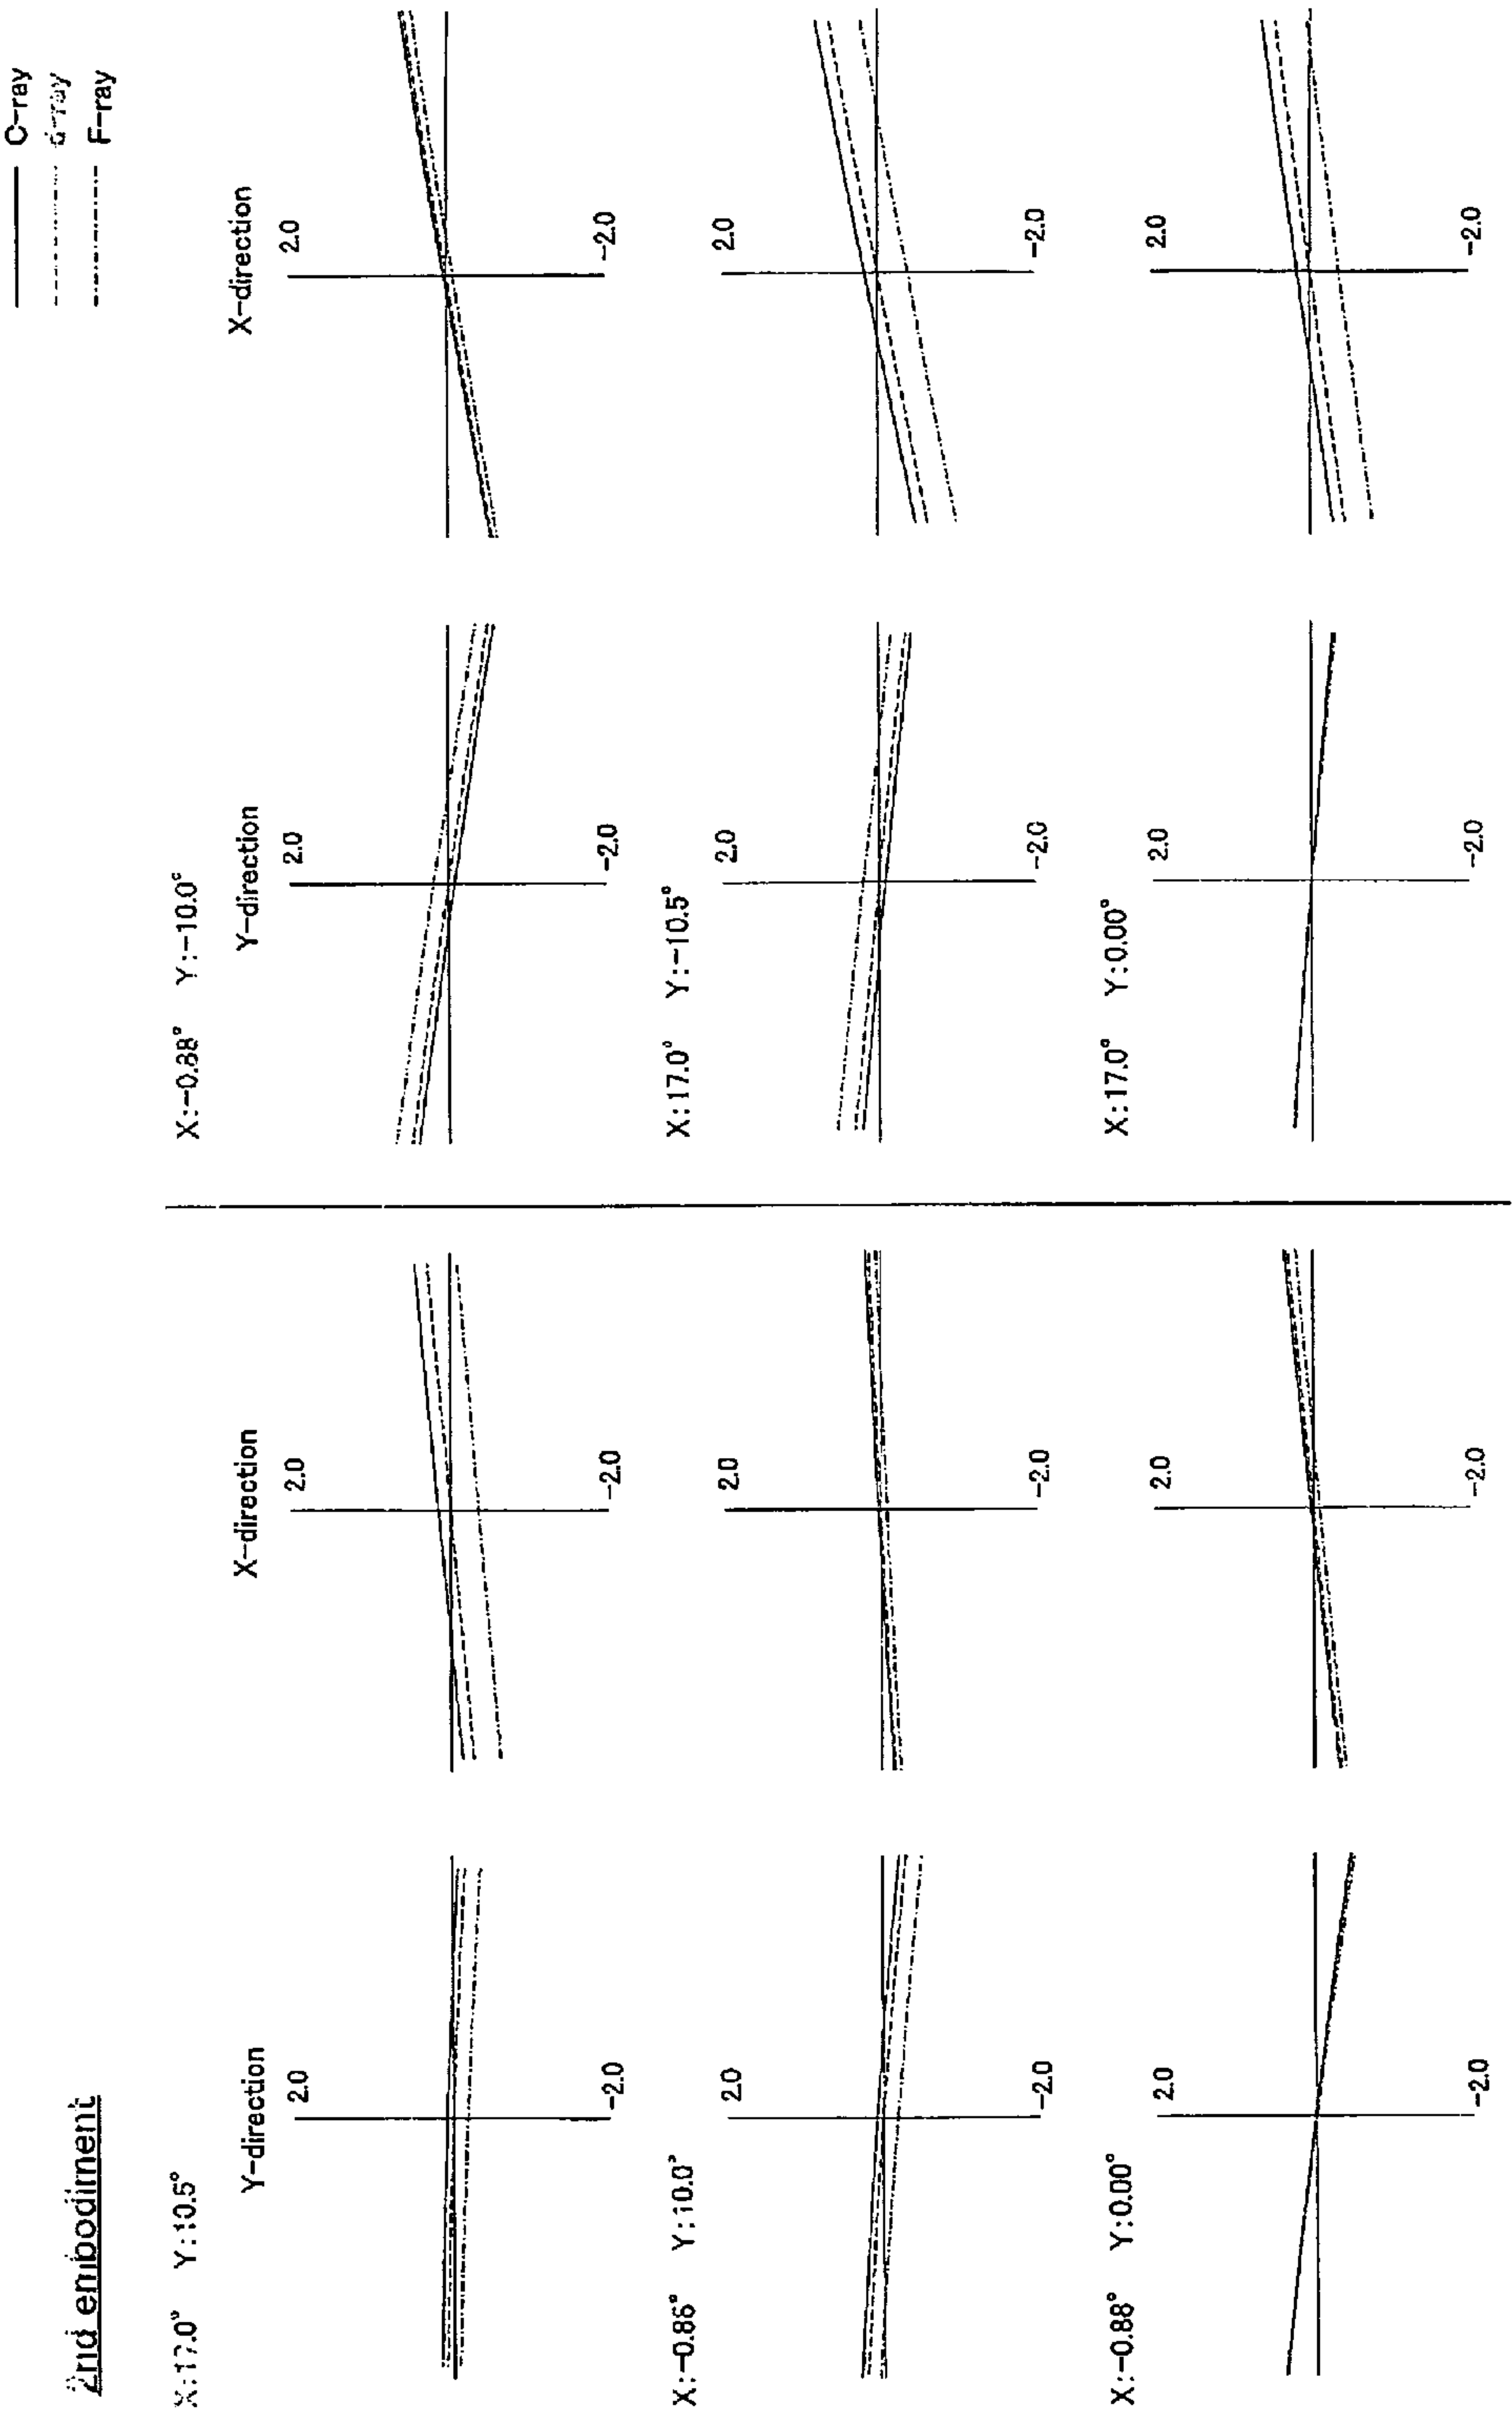 C-ray
d-ray
F-ray
2nd embodiment
X:17.0° Y:10.5°
Y-direction X-direction
2.0 2.0
-2.0 -2.0
X:-0.86° Y:10.0°
2.0 2.0
-2.0 -2.0
X:-0.88° Y:0.00°
2.0 2.0
-2.0 -2.0
X:-0.88° Y:-10.0°
Y-direction X-direction
2.0 2.0
-2.0 -2.0
X:17.0° Y:-10.5°
2.0 2.0
-2.0 -2.0
X:17.0° Y:0.00°
2.0 2.0
-2.0 -2.0